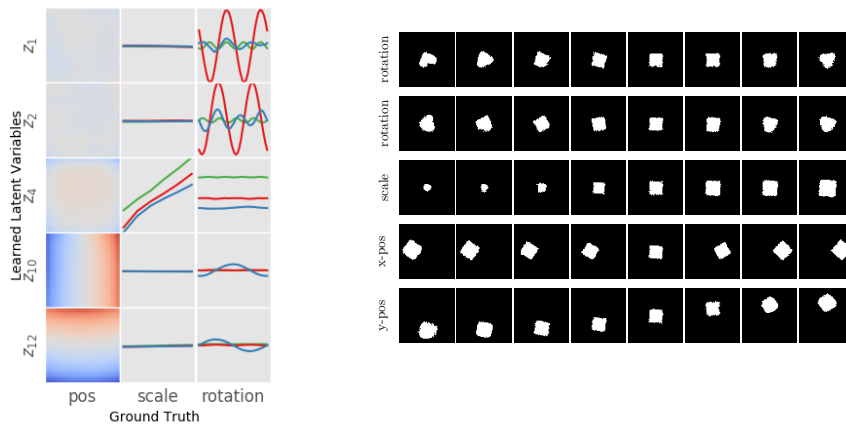 Learned Latent Variables
Z1
Z2
Z4
Z10
Z12
pos scale rotation
Ground Truth
rotation
rotation
scale
x-pos
y-pos